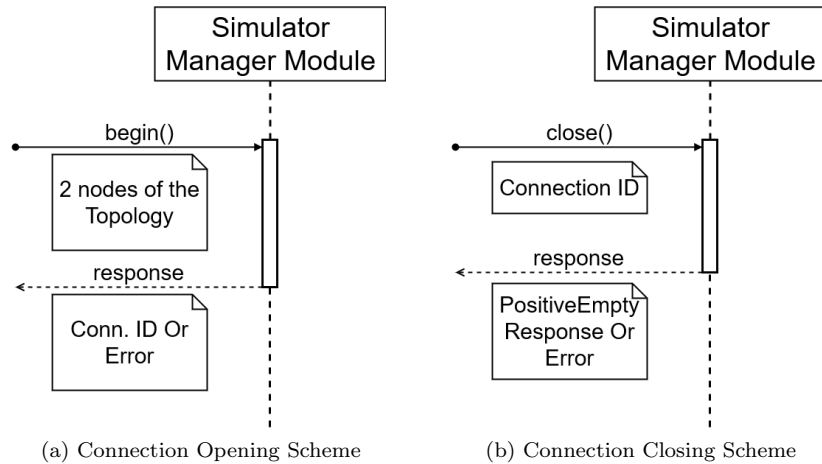 Simulator
Manager Module
begin()
2 nodes of the
Topology
response
Conn. ID Or
Error
(a) Connection Opening Scheme
Simulator
Manager Module
close()
Connection ID
response
PositiveEmpty
Response Or
Error
(b) Connection Closing Scheme